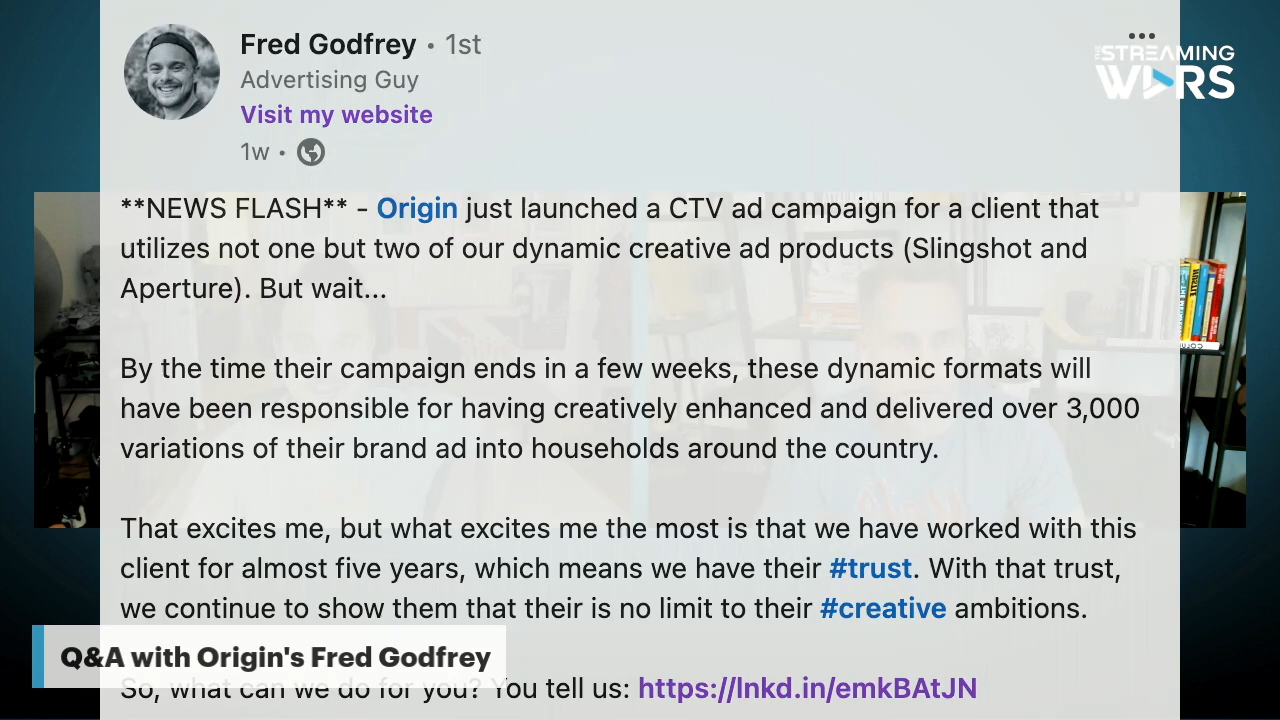 Fred Godfrey • 1st
Advertising Guy
Visit my website
1w •
THE STREAMING
WARS
**NEWS FLASH** - Origin just launched a CTV ad campaign for a client that
utilizes not one but two of our dynamic creative ad products (Slingshot and
Aperture). But wait...
By the time their campaign ends in a few weeks, these dynamic formats will
have been responsible for having creatively enhanced and delivered over 3,000
variations of their brand ad into households around the country.
That excites me, but what excites me the most is that we have worked with this
client for almost five years, which means we have their #trust. With that trust,
we continue to show them that their is no limit to their #creative ambitions.
Q&A with Origin's Fred Godfrey
So, what can we do for you? You tell us: https://lnkd.in/emkBAtJN